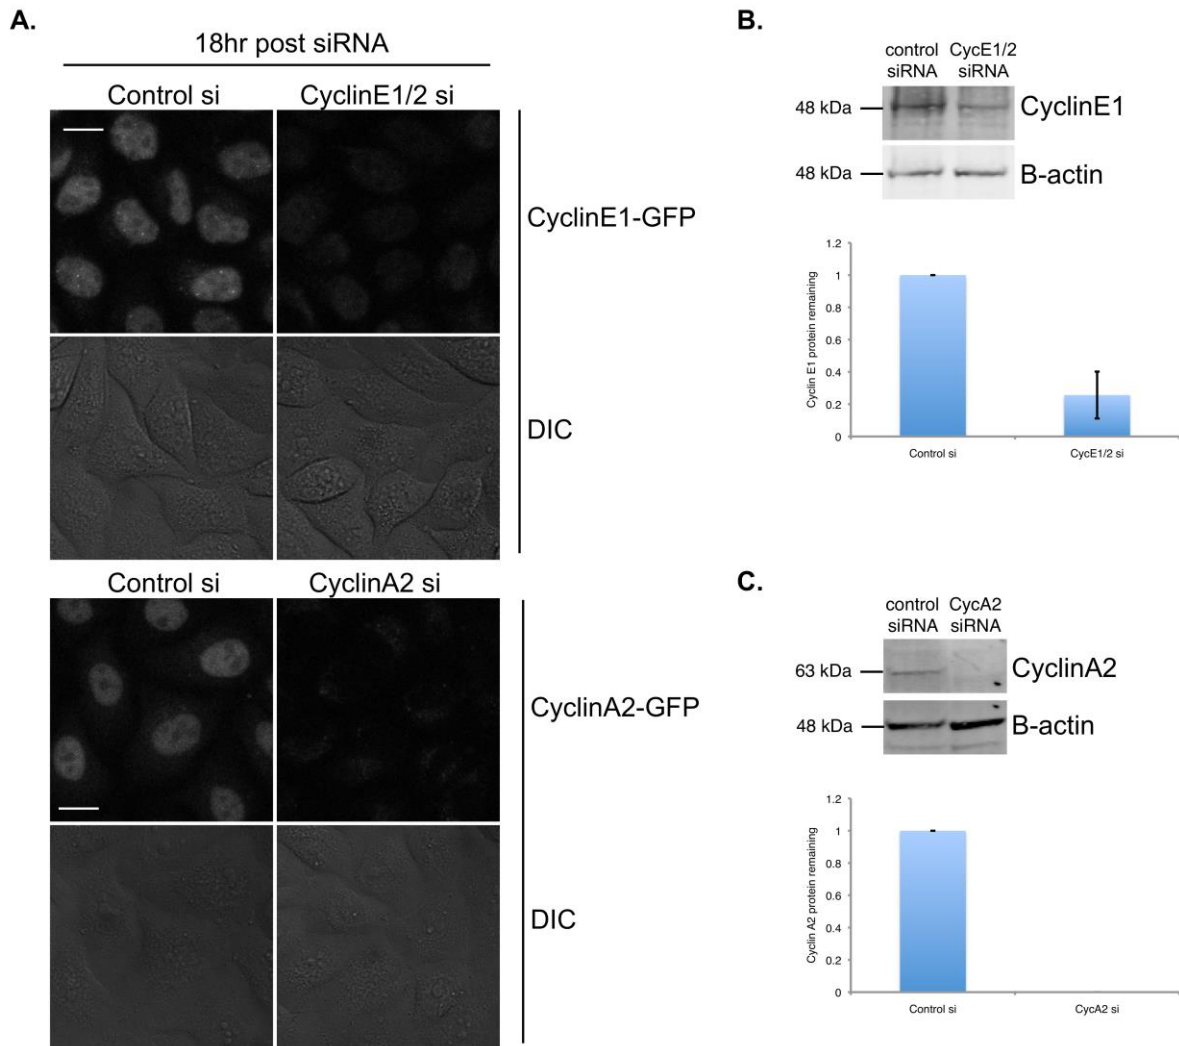 A.
18hr post siRNA
Control si
CyclinE1/2 si
CyclinE1-GFP
DIC
Control si
CyclinA2 si
CyclinA2-GFP
DIC
B.
control
siRNA
CycE1/2
siRNA
48 kDa
CyclinE1
48 kDa
B-actin
Cyclin E1 protein remaining
1.2
1
0.8
0.6
0.4
0.2
0
Control si
CycE1/2 si
C.
control
siRNA
CycA2
siRNA
63 kDa
CyclinA2
48 kDa
B-actin
Cyclin A2 protein remaining
1.2
1
0.8
0.6
0.4
0.2
0
Control si
CycA2 si